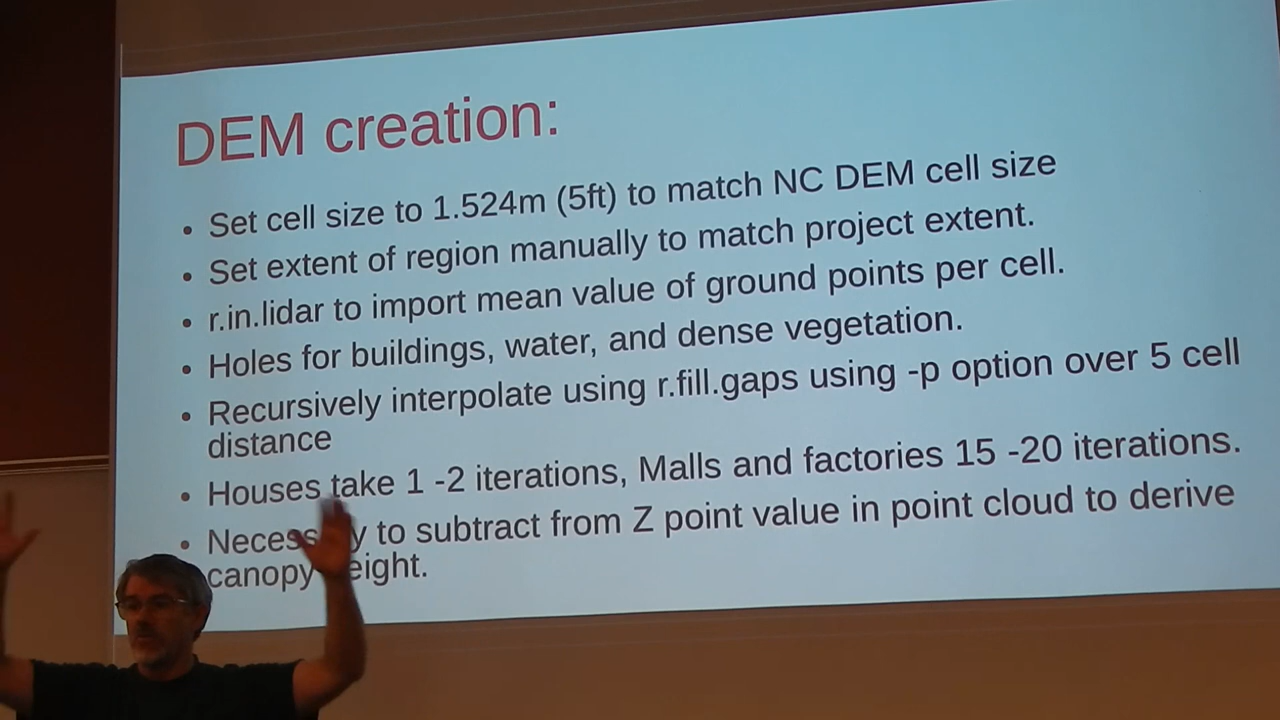 DEM creation:
• Set cell size to 1.524m (5ft) to match NC DEM cell size
• Set extent of region manually to match project extent.
• r.in.lidar to import mean value of ground points per cell.
• Holes for buildings, water, and dense vegetation.
• Recursively interpolate using r.fill.gaps using -p option over 5 cell
distance
• Houses take 1 -2 iterations, Malls and factories 15 -20 iterations.
• Necess y to subtract from Z point value in point cloud to derive
canopy eight.